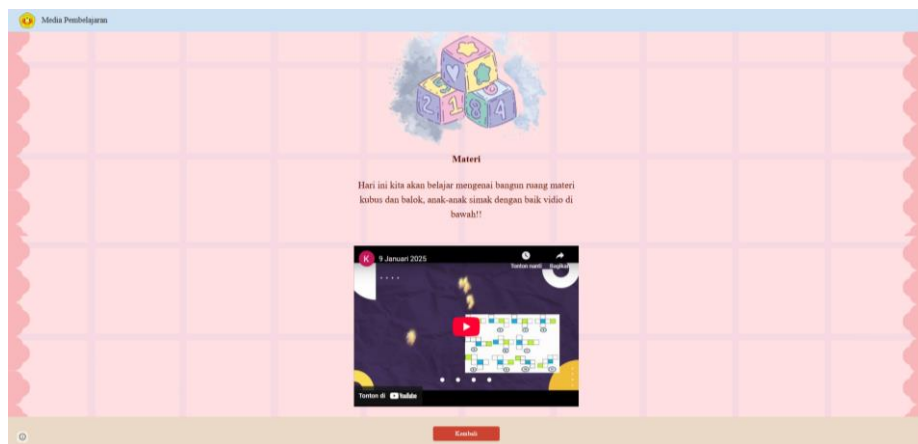 Media Pembelajaran
Materi
Hari ini kita akan belajar mengenai bangun ruang materi
kubus dan balok, anak-anak simak dengan baik vidio di
bawah!!
K
9 Januari 2025
Tonton nanti
Bagikan
Tonton di YouTube
Kembali